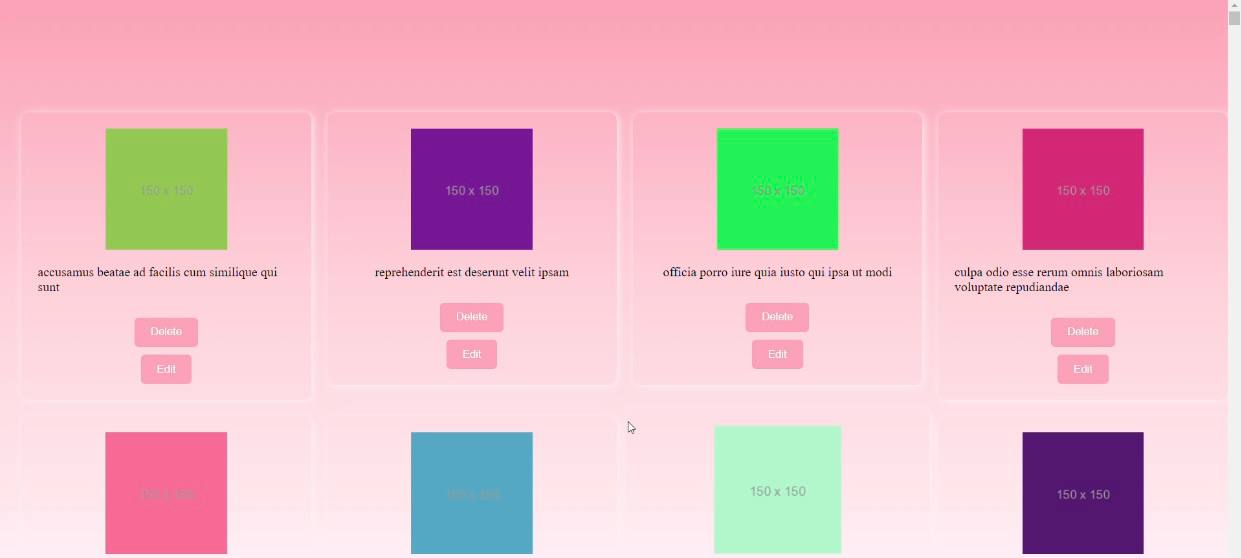 150 x 150
150 x 150
150 x 150
150 x 150
accusamus beatae ad facilis cum similique qui
sunt
reprehenderit est deserunt velit ipsam
officia porro iure quia iusto qui ipsa ut modi
culpa odio esse rerum omnis laboriosam
voluptate repudiandae
Delete
Edit
Delete
Edit
Delete
Edit
Delete
Edit
150 x 150
150 x 150
150 x 150
150 x 150